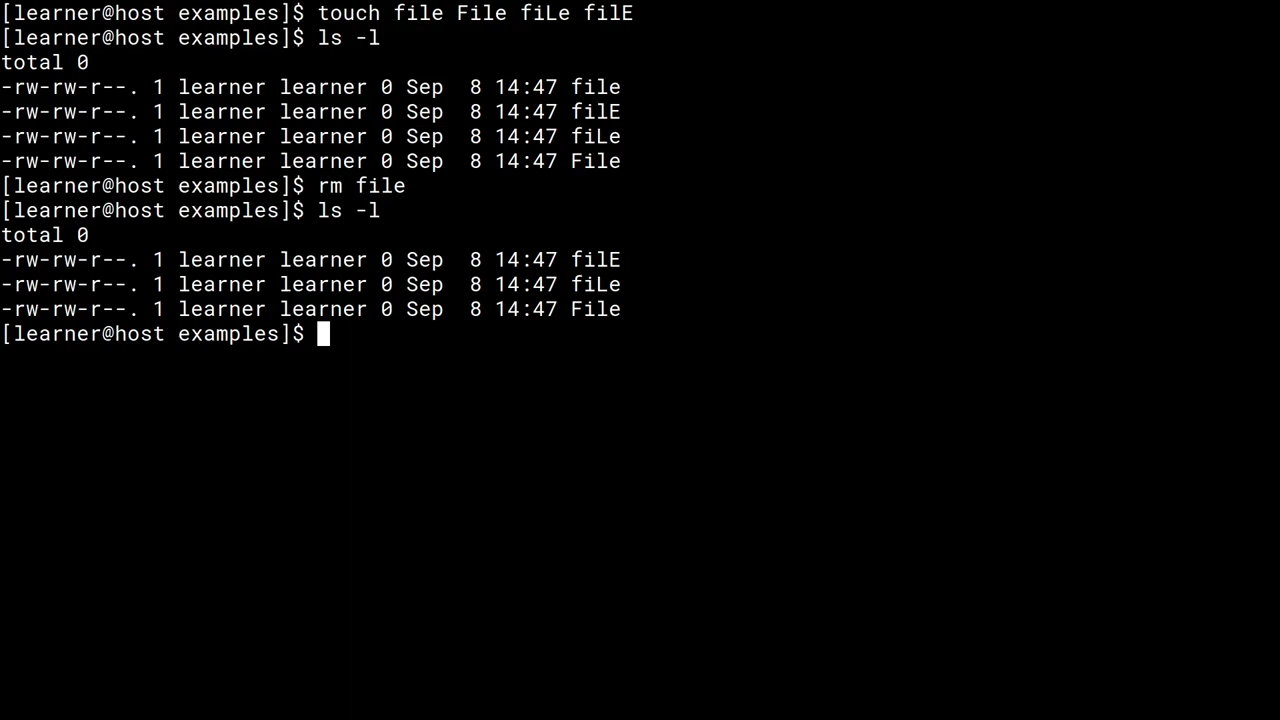 [learner@host examples]$ touch file File fiLe filE
[learner@host examples]$ ls -l
total 0
-rw-rw-r--. 1 learner learner 0 Sep  8 14:47 file
-rw-rw-r--. 1 learner learner 0 Sep  8 14:47 filE
-rw-rw-r--. 1 learner learner 0 Sep  8 14:47 fiLe
-rw-rw-r--. 1 learner learner 0 Sep  8 14:47 File
[learner@host examples]$ rm file
[learner@host examples]$ ls -l
total 0
-rw-rw-r--. 1 learner learner 0 Sep  8 14:47 filE
-rw-rw-r--. 1 learner learner 0 Sep  8 14:47 fiLe
-rw-rw-r--. 1 learner learner 0 Sep  8 14:47 File
[learner@host examples]$